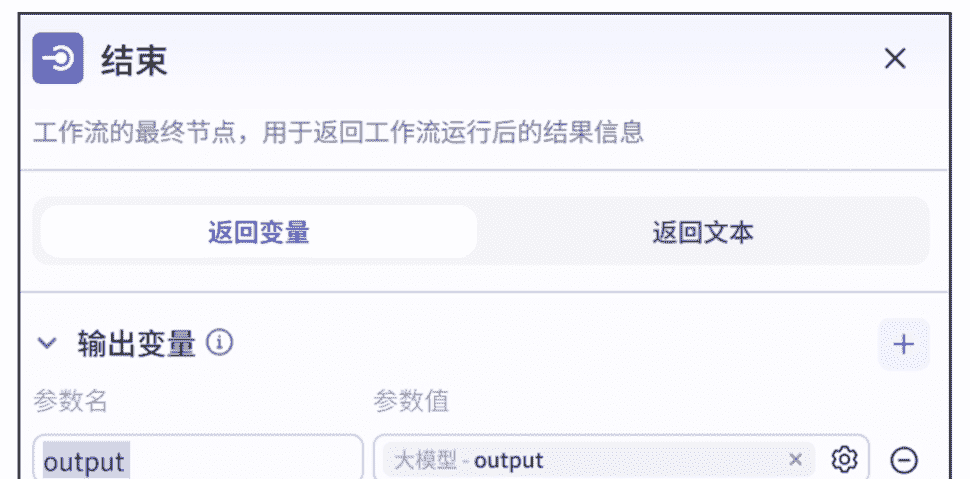 结束
工作流的最终节点，用于返回工作流运行后的结果信息
返回变量 返回文本
输出变量
参数名 参数值
output 大模型 - output